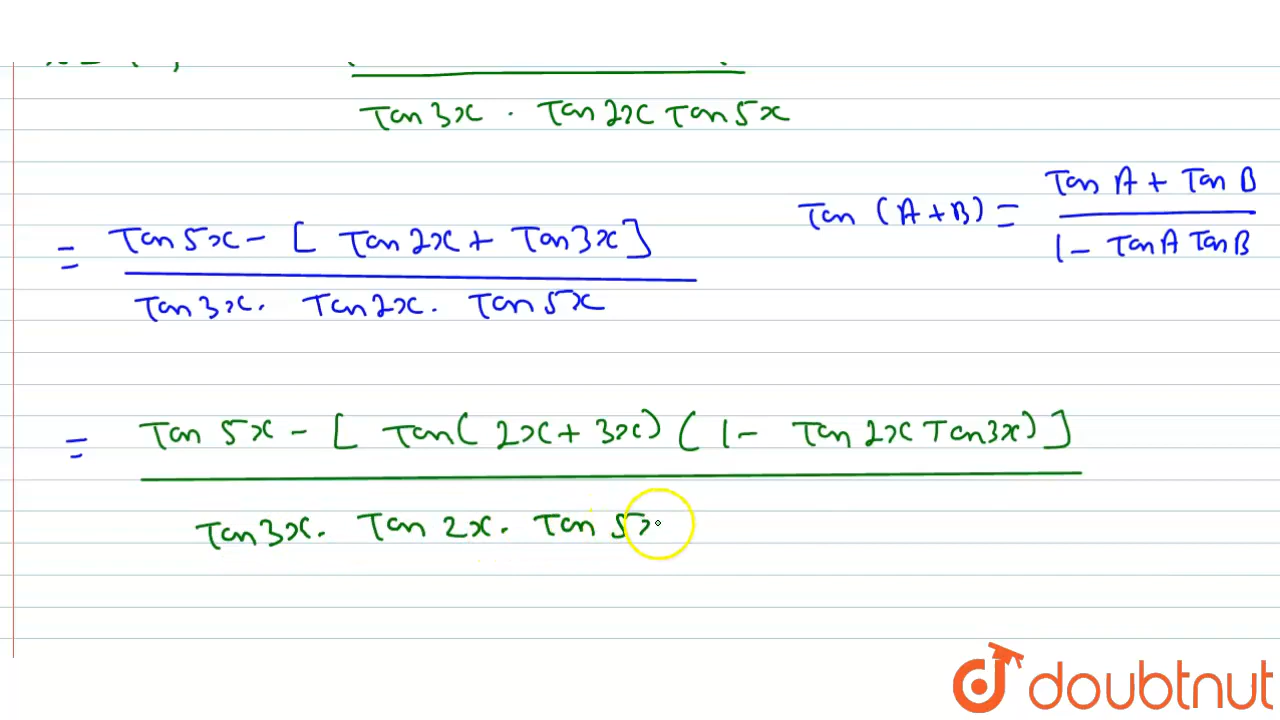 Tan 3x . Tan 2x Tan 5x
Tan (A+B) = Tan A + Tan B
1 - Tan A Tan B
= Tan 5x - [ Tan 2x + Tan 3x ]
Tan 3x. Tan 2x. Tan 5x
= Tan 5x - [ Tan( 2x + 3x) ( 1 - Tan 2x Tan 3x) ]
Tan 3x. Tan 2x. Tan 5x
doubtnut